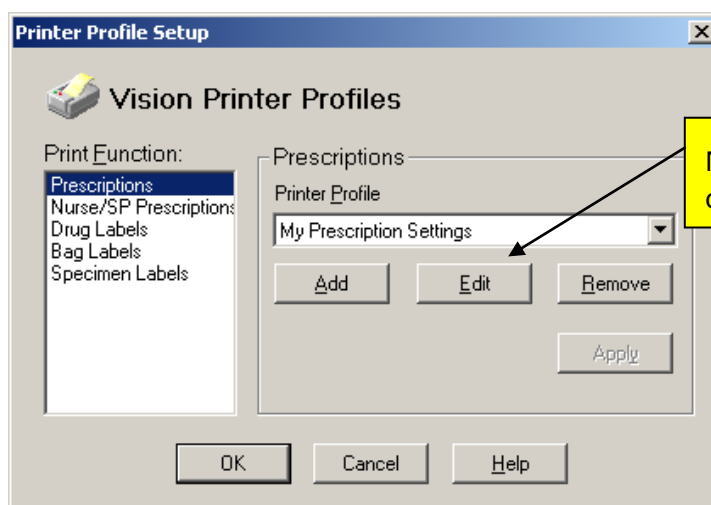 Printer Profile Setup
Vision Printer Profiles
Print Function:
Prescriptions
Nurse/SP Prescriptions
Drug Labels
Bag Labels
Specimen Labels
Prescriptions
Printer Profile
My Prescription Settings
Add Edit Remove
Apply
OK Cancel Help